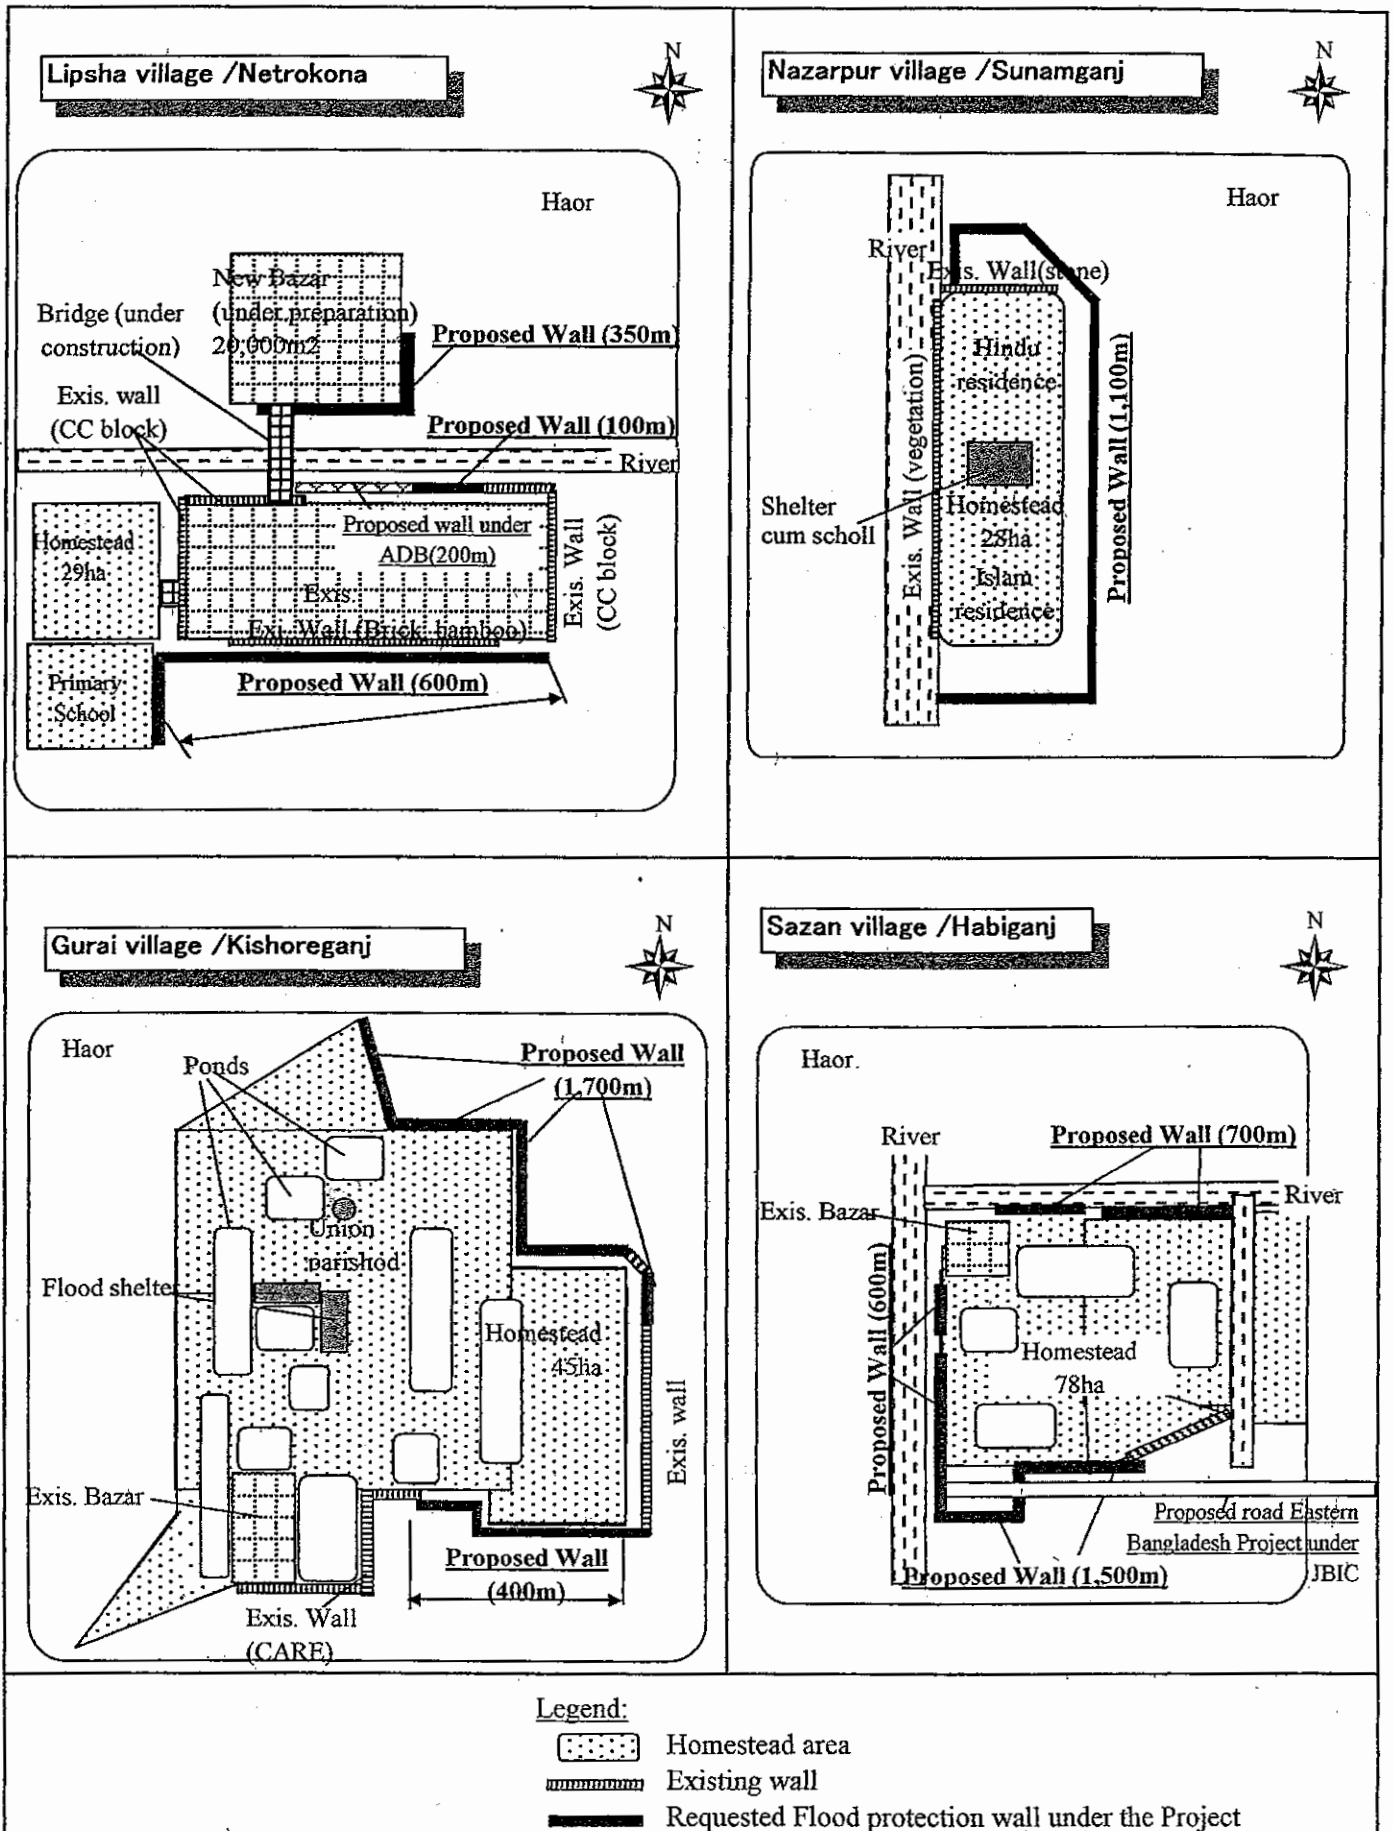 Lipsha village /Netrokona
N
Haor
New Bazar
(under preparation)
20,000m2
Bridge (under
construction)
Proposed Wall (350m)
Exis. wall
(CC block)
Proposed Wall (100m)
River
Proposed wall under
ADB(200m)
Homestead
29ha
Exis.
Exi. Wall (Brick, bamboo)
Exis. Wall
(CC block)
Primary
School
Proposed Wall (600m)
Nazarpur village /Sunamganj
N
Haor
River
Exis. Wall(stone)
Hindu
residence
Exis. Wall (vegetation)
Proposed Wall (1,100m)
Shelter
cum scholl
Homestead
28ha
Islam
residence
Gurai village /Kishoreganj
N
Haor
Ponds
Proposed Wall
(1,700m)
Union
parishod
Flood shelter
Homestead
45ha
Exis. wall
Exis. Bazar
Proposed Wall
(400m)
Exis. Wall
(CARE)
Sazan village /Habiganj
N
Haor.
River
Proposed Wall (700m)
River
Exis. Bazar
Proposed Wall (600m)
Homestead
78ha
Proposed road Eastern
Bangladesh Project under
JBIC
Proposed Wall (1,500m)
Legend:
Homestead area
Existing wall
Requested Flood protection wall under the Project